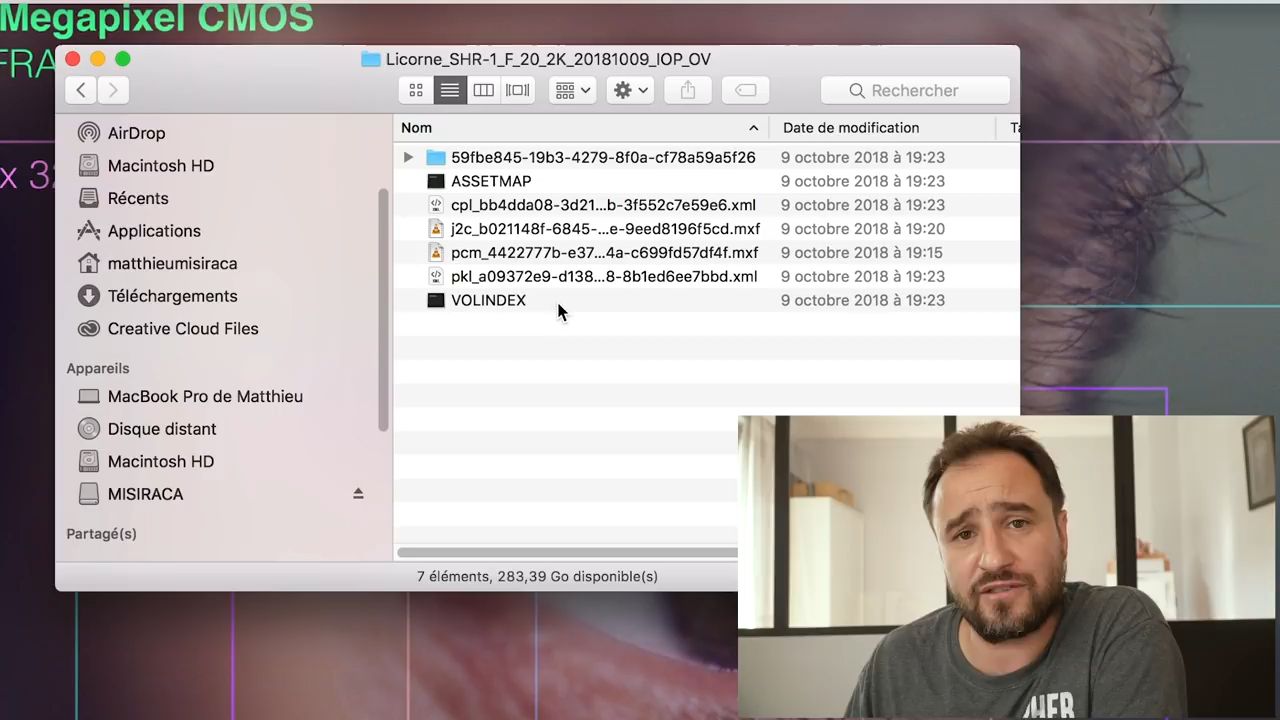 Megapixel CMOS
FRA
x 32
Licorne_SHR-1_F_20_2K_20181009_IOP_OV
Rechercher
AirDrop
Macintosh HD
Récents
Applications
matthieumisiraca
Téléchargements
Creative Cloud Files
Appareils
MacBook Pro de Matthieu
Disque distant
Macintosh HD
MISIRACA
Partagé(s)
Nom Date de modification Ta
59fbe845-19b3-4279-8f0a-cf78a59a5f26 9 octobre 2018 à 19:23
ASSETMAP 9 octobre 2018 à 19:23
cpl_bb4dda08-3d21...b-3f552c7e59e6.xml 9 octobre 2018 à 19:23
j2c_b021148f-6845-...e-9eed8196f5cd.mxf 9 octobre 2018 à 19:20
pcm_4422777b-e37...4a-c699fd57df4f.mxf 9 octobre 2018 à 19:15
pkl_a09372e9-d138...8-8b1ed6ee7bbd.xml 9 octobre 2018 à 19:23
VOLINDEX 9 octobre 2018 à 19:23
7 éléments, 283,39 Go disponible(s)